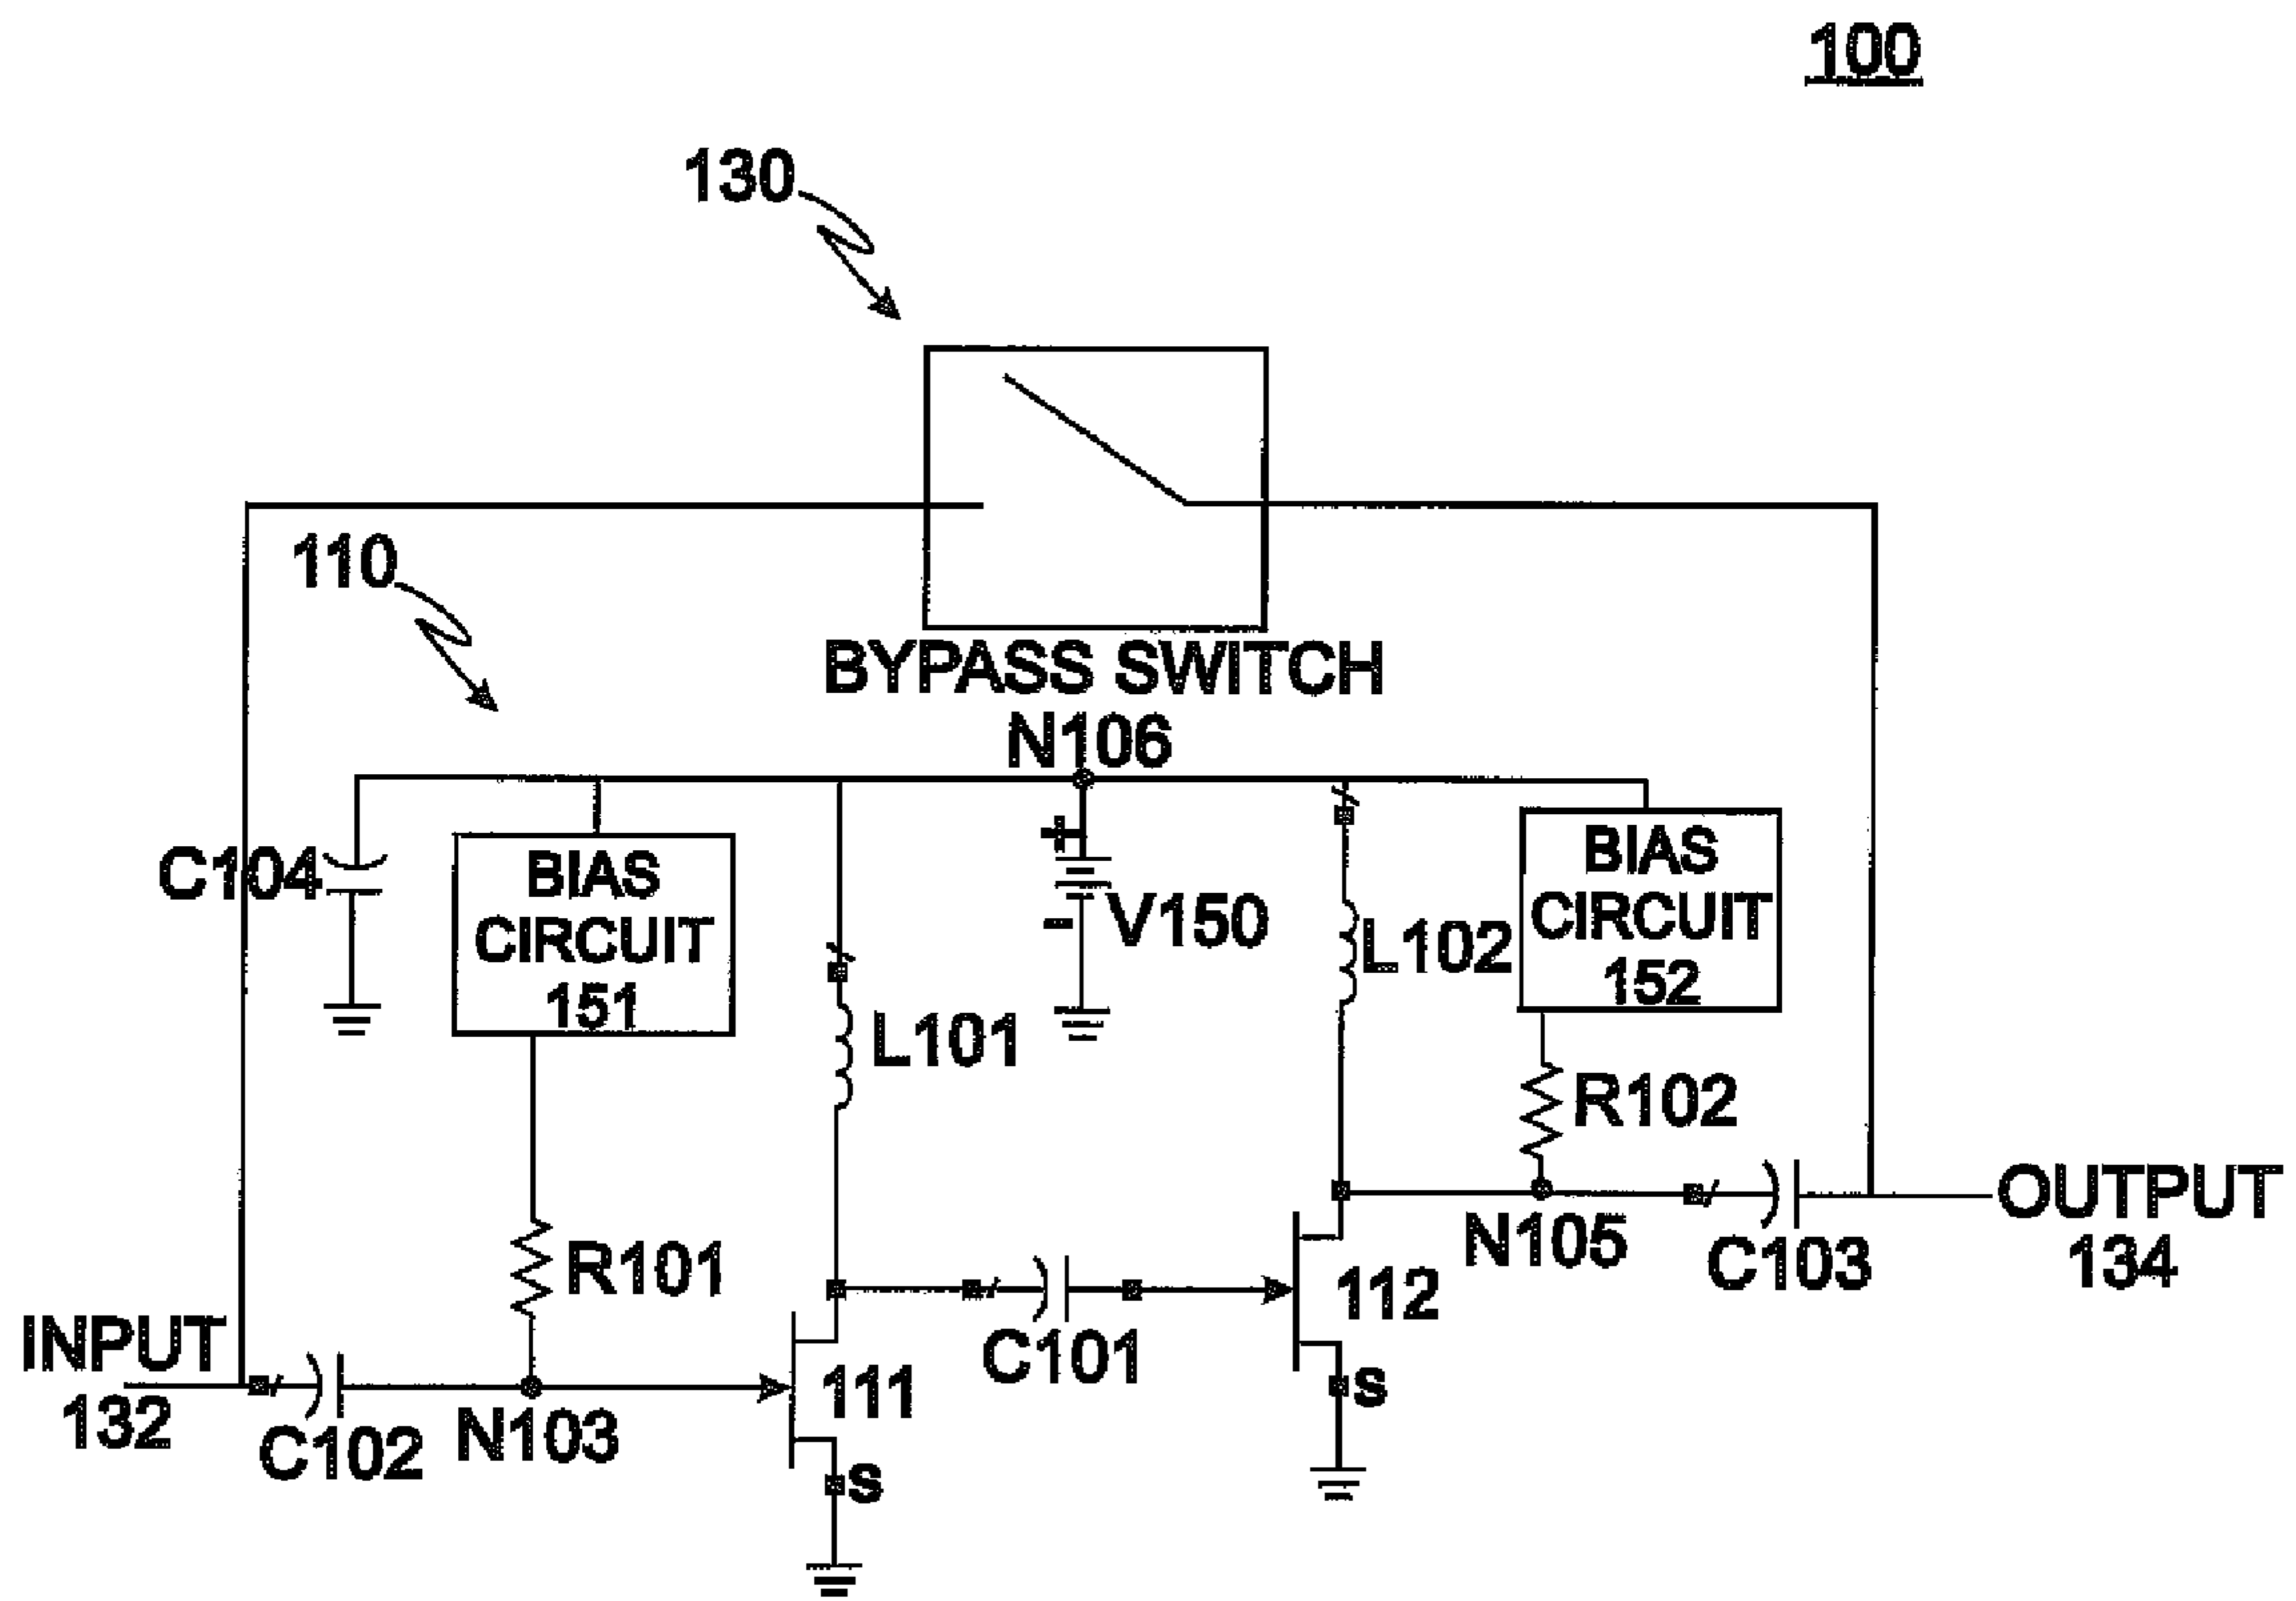 100
130
110
BYPASS SWITCH
N106
C104
BIAS
CIRCUIT
151
+
-
V150
L101
L102
BIAS
CIRCUIT
152
R102
R101
N105
C103
OUTPUT
134
INPUT
132
C102
N103
111
s
C101
112
s